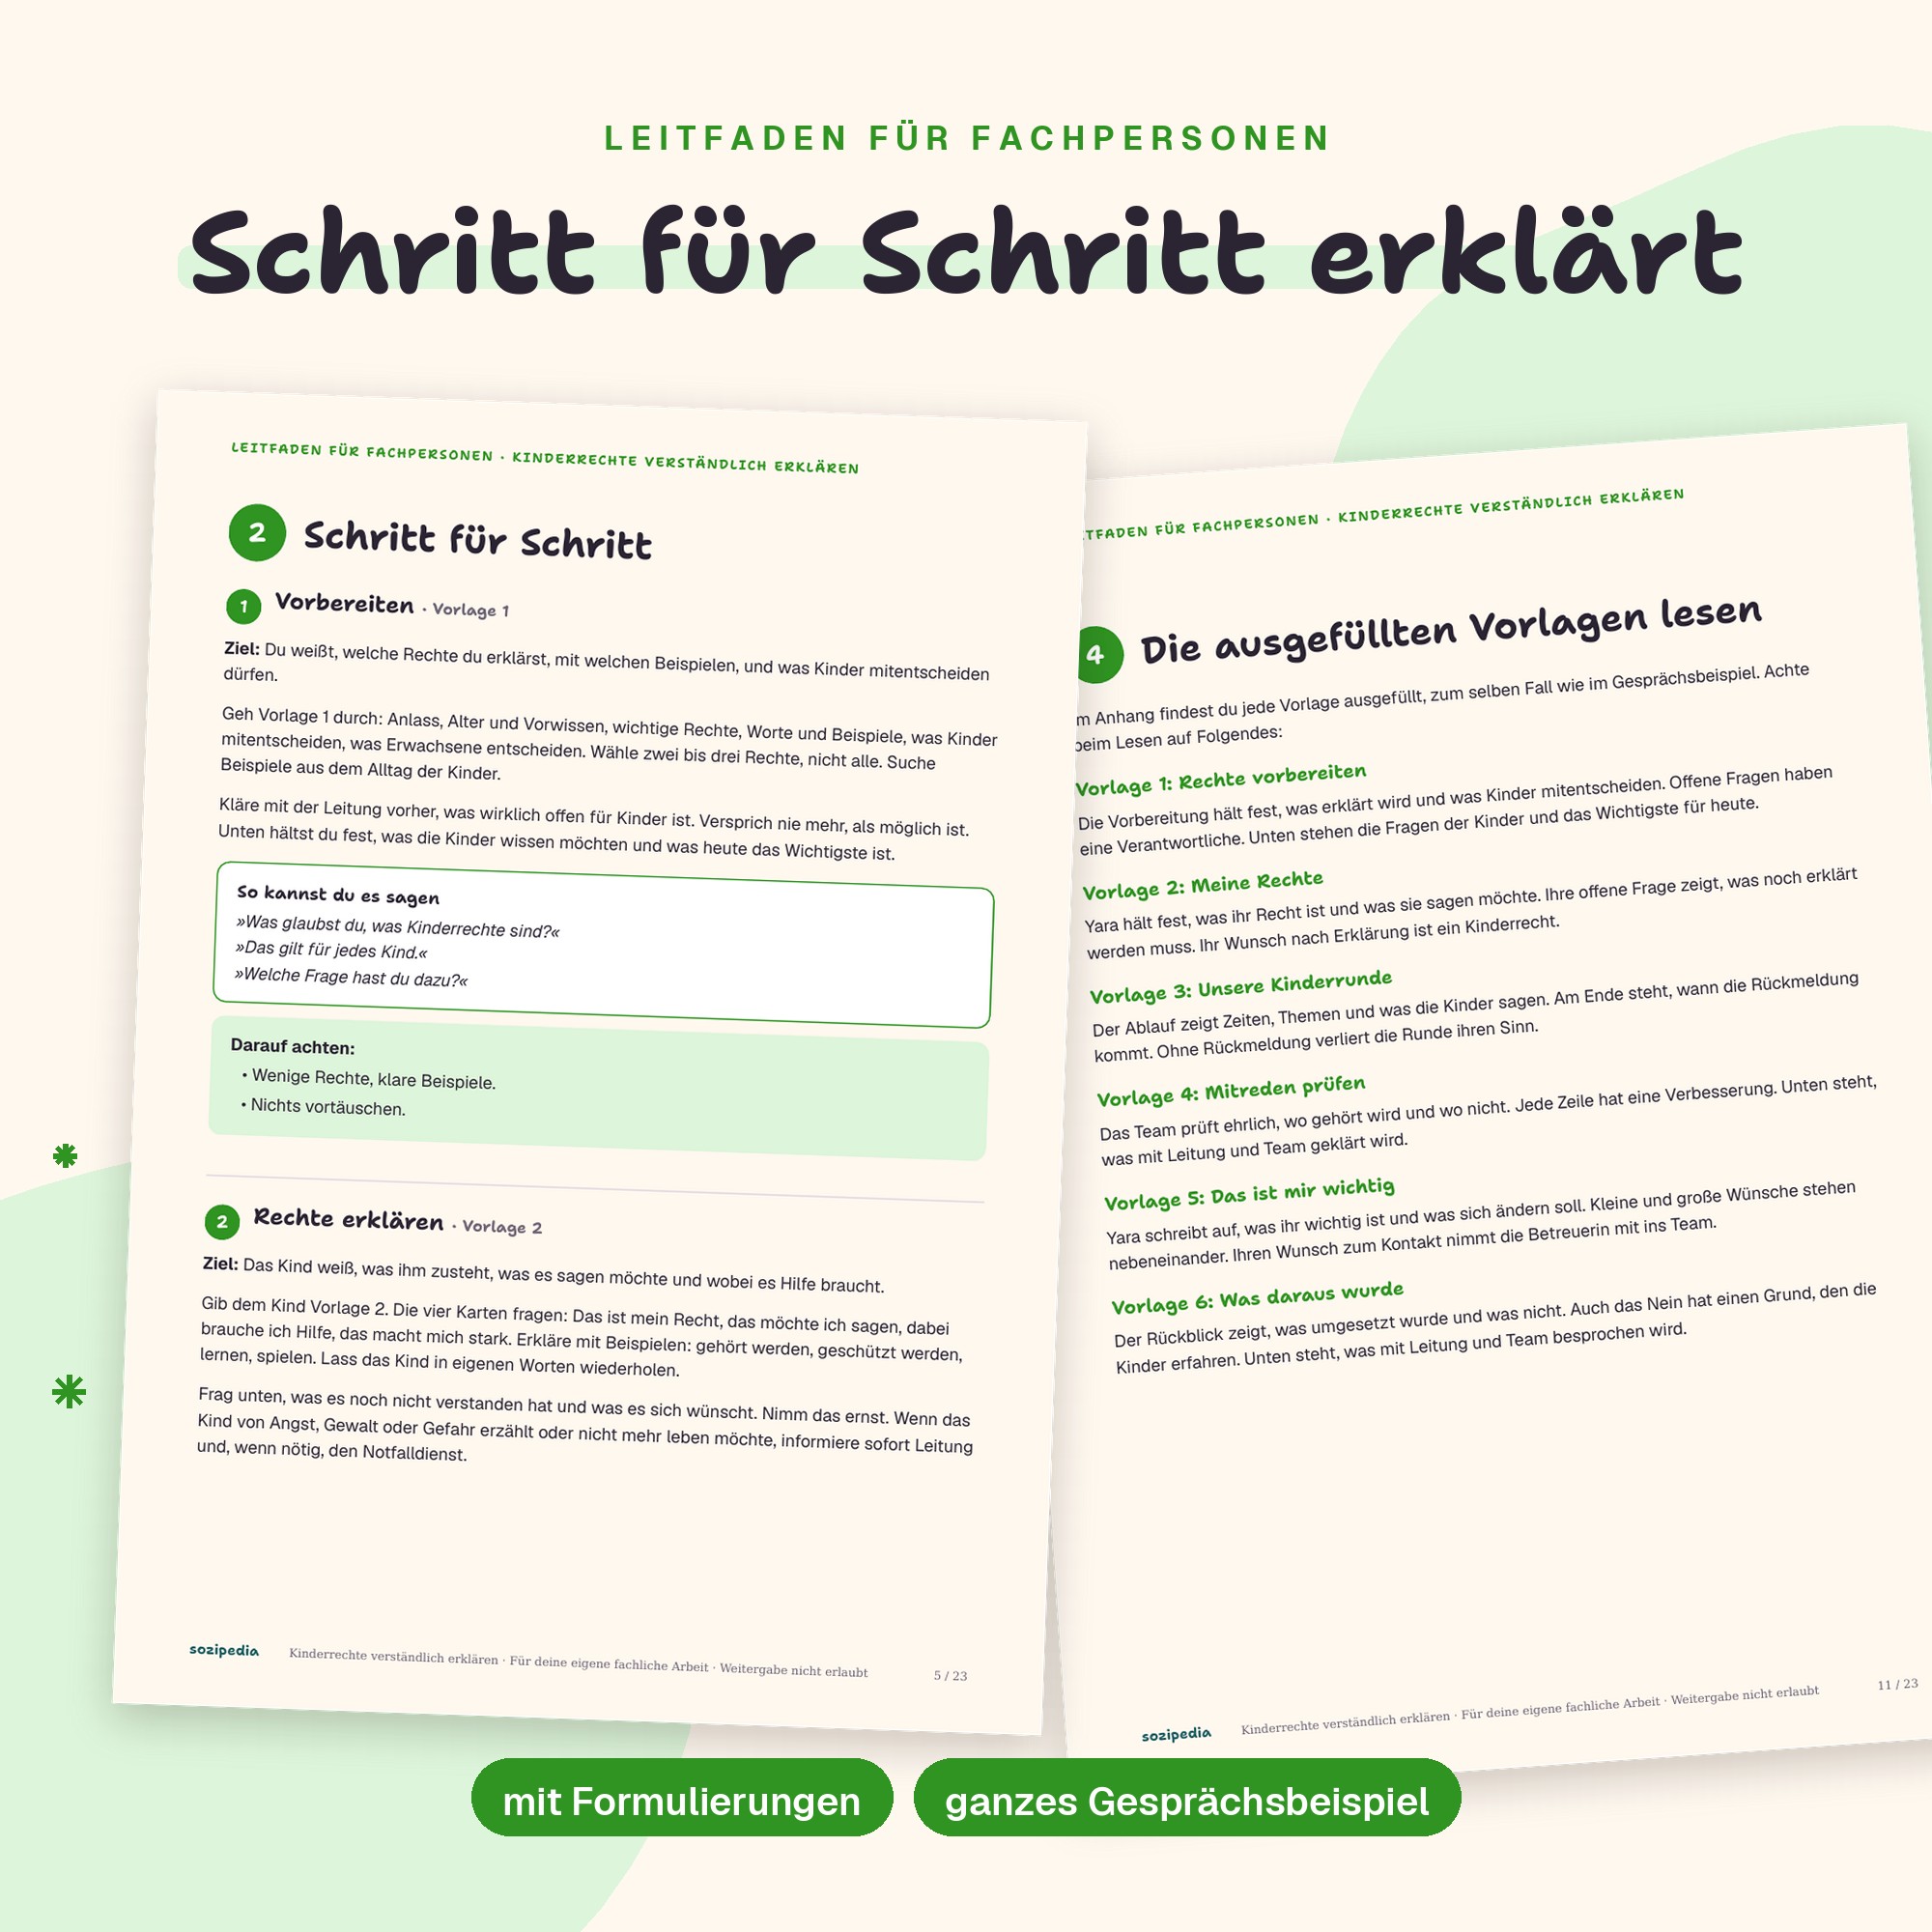 LEITFADEN FÜR FACHPERSONEN
Schritt für Schritt erklärt
LEITFADEN FÜR FACHPERSONEN · KINDERRECHTE VERSTÄNDLICH ERKLÄREN
2 Schritt für Schritt
1 Vorbereiten · Vorlage 1
Ziel: Du weißt, welche Rechte du erklärst, mit welchen Beispielen, und was Kinder mitentscheiden
dürfen.
Geh Vorlage 1 durch: Anlass, Alter und Vorwissen, wichtige Rechte, Worte und Beispiele, was Kinder
mitentscheiden, was Erwachsene entscheiden. Wähle zwei bis drei Rechte, nicht alle. Suche
Beispiele aus dem Alltag der Kinder.
Kläre mit der Leitung vorher, was wirklich offen für Kinder ist. Versprich nie mehr, als möglich ist.
Unten hältst du fest, was die Kinder wissen möchten und was heute das Wichtigste ist.
So kannst du es sagen
»Was glaubst du, was Kinderrechte sind?«
»Das gilt für jedes Kind.«
»Welche Frage hast du dazu?«
Darauf achten:
• Wenige Rechte, klare Beispiele.
• Nichts vortäuschen.
2 Rechte erklären · Vorlage 2
Ziel: Das Kind weiß, was ihm zusteht, was es sagen möchte und wobei es Hilfe braucht.
Gib dem Kind Vorlage 2. Die vier Karten fragen: Das ist mein Recht, das möchte ich sagen, dabei
brauche ich Hilfe, das macht mich stark. Erkläre mit Beispielen: gehört werden, geschützt werden,
lernen, spielen. Lass das Kind in eigenen Worten wiederholen.
Frag unten, was es noch nicht verstanden hat und was es sich wünscht. Nimm das ernst. Wenn das
Kind von Angst, Gewalt oder Gefahr erzählt oder nicht mehr leben möchte, informiere sofort Leitung
und, wenn nötig, den Notfalldienst.
sozipedia Kinderrechte verständlich erklären · Für deine eigene fachliche Arbeit · Weitergabe nicht erlaubt 5 / 23
FÜR FACHPERSONEN · KINDERRECHTE VERSTÄNDLICH ERKLÄREN
4 Die ausgefüllten Vorlagen lesen
Anhang findest du jede Vorlage ausgefüllt, zum selben Fall wie im Gesprächsbeispiel. Achte
beim Lesen auf Folgendes:
Vorlage 1: Rechte vorbereiten
Die Vorbereitung hält fest, was erklärt wird und was Kinder mitentscheiden. Offene Fragen haben
eine Verantwortliche. Unten stehen die Fragen der Kinder und das Wichtigste für heute.
Vorlage 2: Meine Rechte
Yara hält fest, was ihr Recht ist und was sie sagen möchte. Ihre offene Frage zeigt, was noch erklärt
werden muss. Ihr Wunsch nach Erklärung ist ein Kinderrecht.
Vorlage 3: Unsere Kinderrunde
Der Ablauf zeigt Zeiten, Themen und was die Kinder sagen. Am Ende steht, wann die Rückmeldung
kommt. Ohne Rückmeldung verliert die Runde ihren Sinn.
Vorlage 4: Mitreden prüfen
Das Team prüft ehrlich, wo gehört wird und wo nicht. Jede Zeile hat eine Verbesserung. Unten steht,
was mit Leitung und Team geklärt wird.
Vorlage 5: Das ist mir wichtig
Yara schreibt auf, was ihr wichtig ist und was sich ändern soll. Kleine und große Wünsche stehen
nebeneinander. Ihren Wunsch zum Kontakt nimmt die Betreuerin mit ins Team.
Vorlage 6: Was daraus wurde
Der Rückblick zeigt, was umgesetzt wurde und was nicht. Auch das Nein hat einen Grund, den die
Kinder erfahren. Unten steht, was mit Leitung und Team besprochen wird.
sozipedia Kinderrechte verständlich erklären · Für deine eigene fachliche Arbeit · Weitergabe nicht erlaubt 11 / 23
mit Formulierungen
ganzes Gesprächsbeispiel